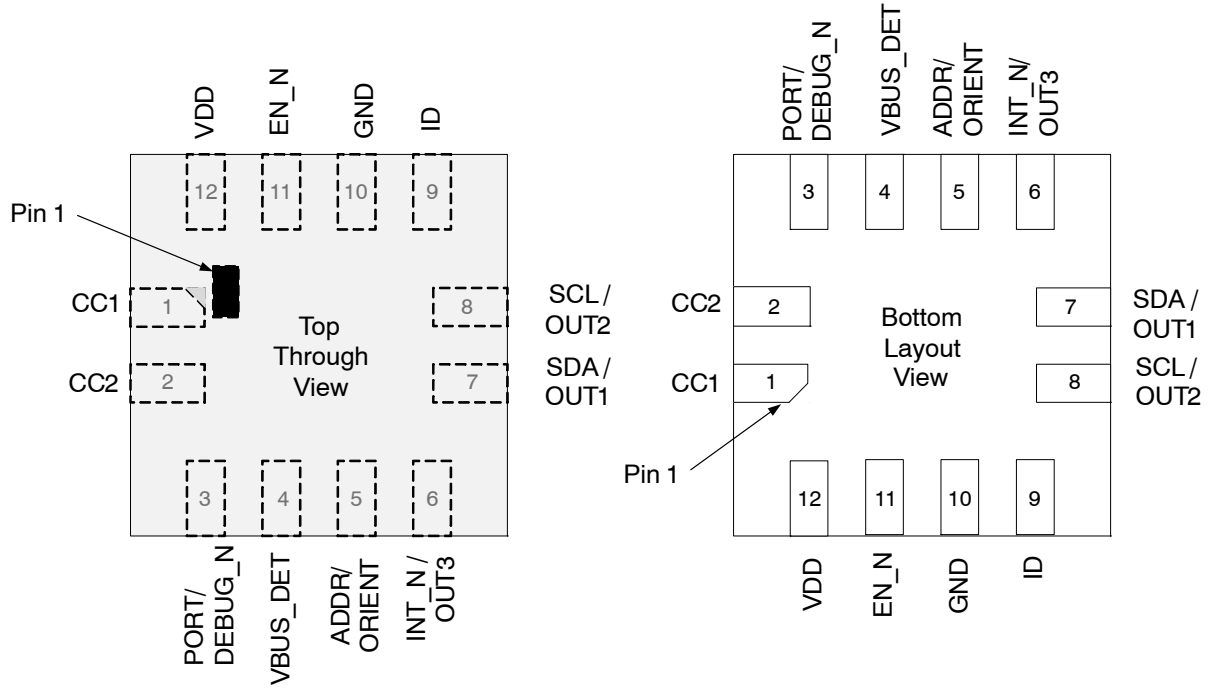 VDD
EN_N
GND
ID
12
11
10
9
Pin 1
CC1
1
8
SCL /
OUT2
Top
Through
View
CC2
2
7
SDA /
OUT1
3
4
5
6
PORT/
DEBUG_N
VBUS_DET
ADDR/
ORIENT
INT_N /
OUT3
PORT/
DEBUG_N
VBUS_DET
ADDR/
ORIENT
INT_N/
OUT3
3
4
5
6
CC2
2
7
SDA /
OUT1
Bottom
Layout
View
CC1
1
8
SCL /
OUT2
Pin 1
12
11
10
9
VDD
EN_N
GND
ID